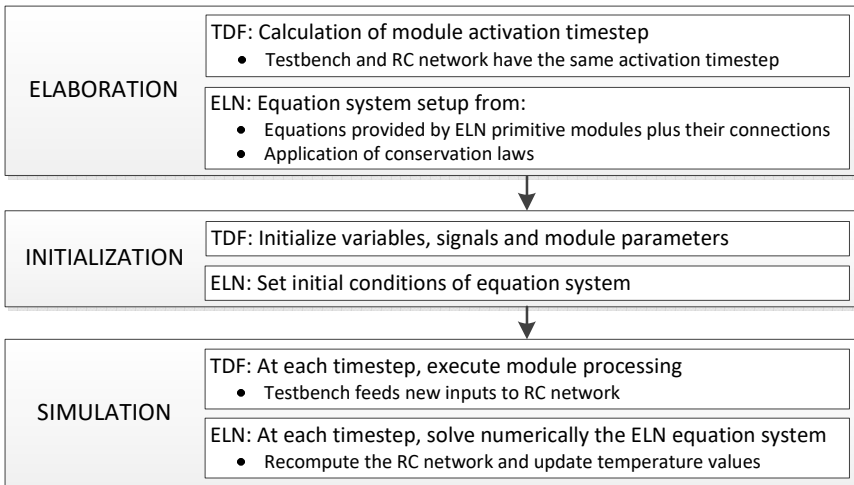 ELABORATION
TDF: Calculation of module activation timestep
• Testbench and RC network have the same activation timestep
ELN: Equation system setup from:
• Equations provided by ELN primitive modules plus their connections
• Application of conservation laws
INITIALIZATION
TDF: Initialize variables, signals and module parameters
ELN: Set initial conditions of equation system
SIMULATION
TDF: At each timestep, execute module processing
• Testbench feeds new inputs to RC network
ELN: At each timestep, solve numerically the ELN equation system
• Recompute the RC network and update temperature values